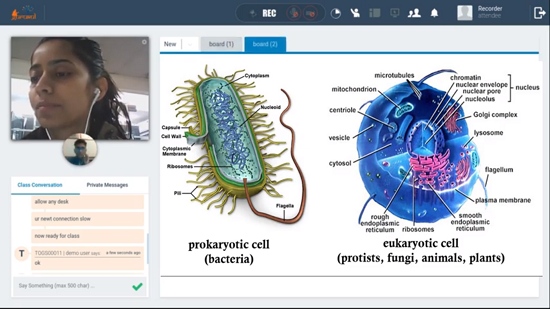 REC
Recorder
attendee
New
board (1)
board (2)
Class Conversation
Private Messages
allow any desk
ur newt connection slow
now ready for class
T
TDS300011 | demo user says
a few seconds ago
ok
Say Something (max 500 char) ...
Cytoplasm
Nucleoid
Capsule
Cell Wall
Cytoplasmic
Membrane
Ribosomes
Pili
Flagella
prokaryotic cell
(bacteria)
microtubules
mitochondrion
centriole
vesicle
cytosol
rough
endoplasmic
reticulum
ribosomes
smooth
endoplasmic
reticulum
chromatin
nuclear envelope
nuclear pore
nucleolus
nucleus
Golgi complex
lysosome
flagellum
plasma membrane
eukaryotic cell
(protists, fungi, animals, plants)